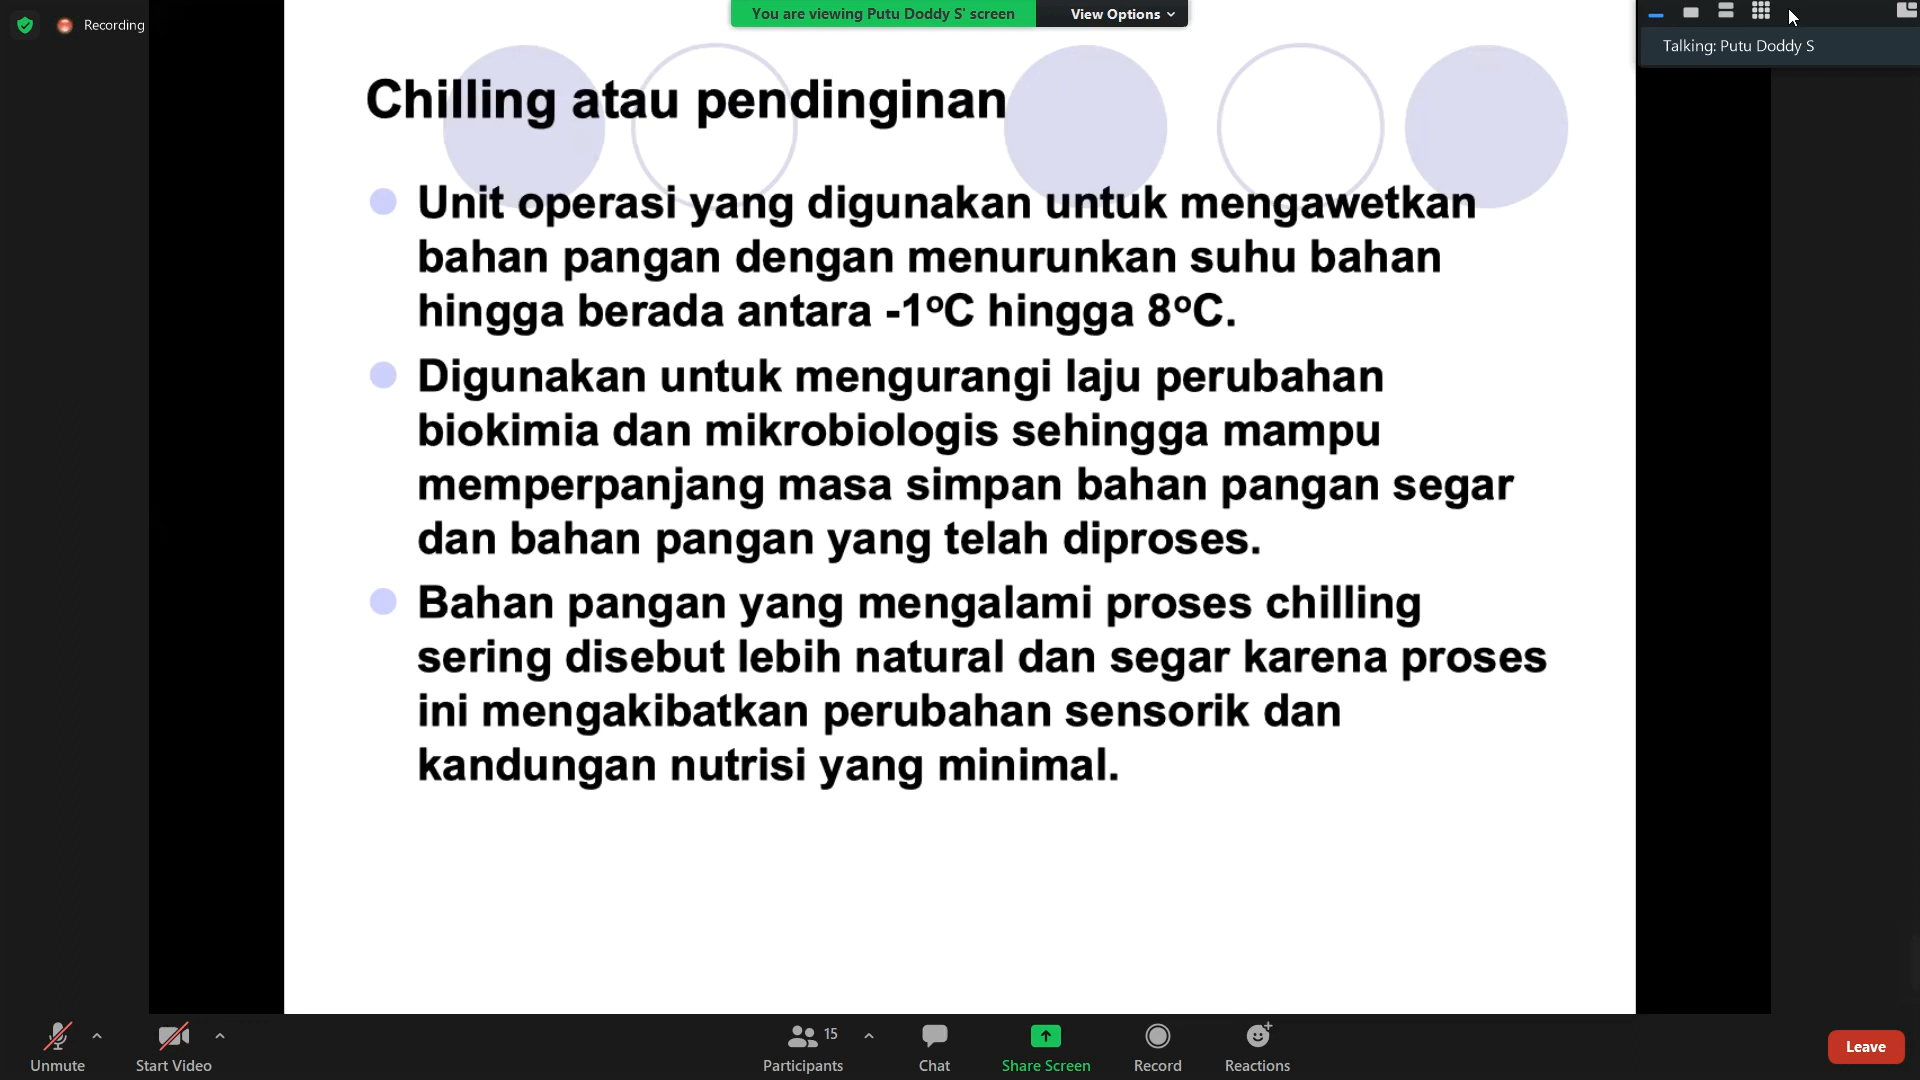 Recording
You are viewing Putu Doddy S' screen
View Options
Talking: Putu Doddy S
Chilling atau pendinginan
Unit operasi yang digunakan untuk mengawetkan
bahan pangan dengan menurunkan suhu bahan
hingga berada antara -1ºC hingga 8ºC.
Digunakan untuk mengurangi laju perubahan
biokimia dan mikrobiologis sehingga mampu
memperpanjang masa simpan bahan pangan segar
dan bahan pangan yang telah diproses.
Bahan pangan yang mengalami proses chilling
sering disebut lebih natural dan segar karena proses
ini mengakibatkan perubahan sensorik dan
kandungan nutrisi yang minimal.
Unmute
Start Video
15
Participants
Chat
Share Screen
Record
Reactions
Leave